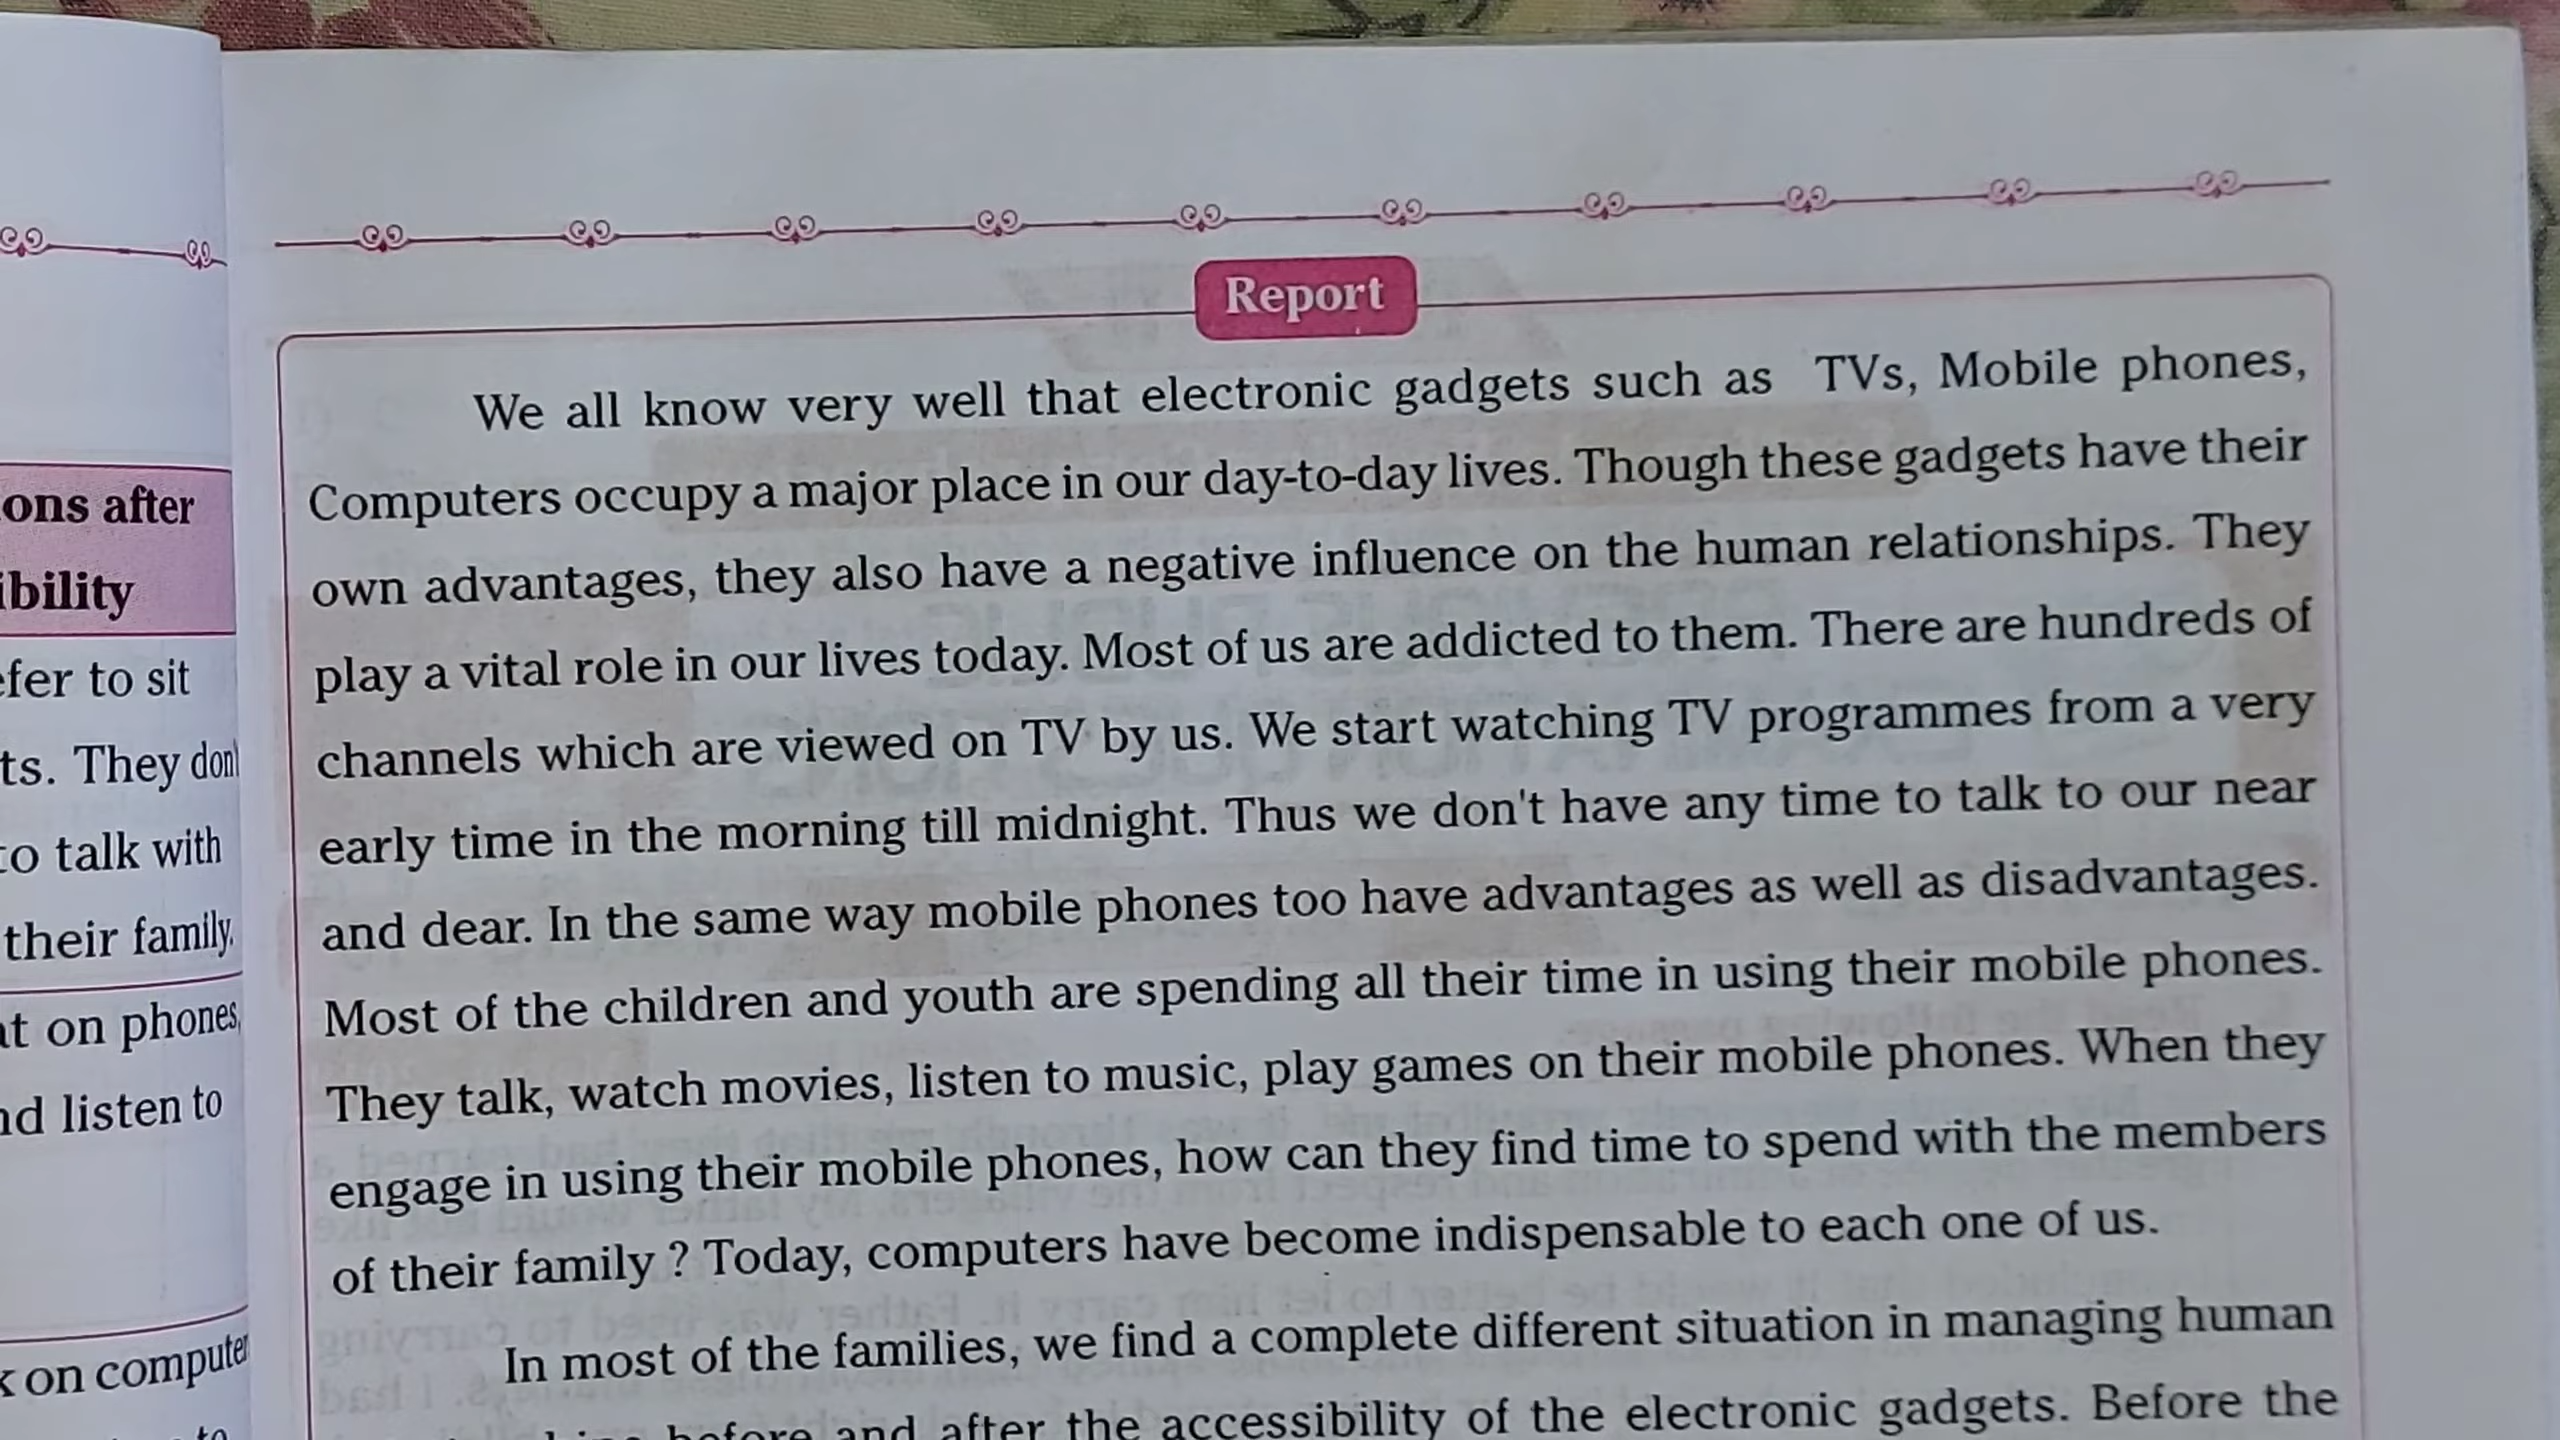 ons after
ibility
efer to sit
ts. They don'
to talk with
their family.
at on phones,
nd listen to
k on computer
to
Report
We all know very well that electronic gadgets such as TVs, Mobile phones,
Computers occupy a major place in our day-to-day lives. Though these gadgets have their
own advantages, they also have a negative influence on the human relationships. They
play a vital role in our lives today. Most of us are addicted to them. There are hundreds of
channels which are viewed on TV by us. We start watching TV programmes from a very
early time in the morning till midnight. Thus we don't have any time to talk to our near
and dear. In the same way mobile phones too have advantages as well as disadvantages.
Most of the children and youth are spending all their time in using their mobile phones.
They talk, watch movies, listen to music, play games on their mobile phones. When they
engage in using their mobile phones, how can they find time to spend with the members
of their family ? Today, computers have become indispensable to each one of us.
In most of the families, we find a complete different situation in managing human
before and after the accessibility of the electronic gadgets. Before the